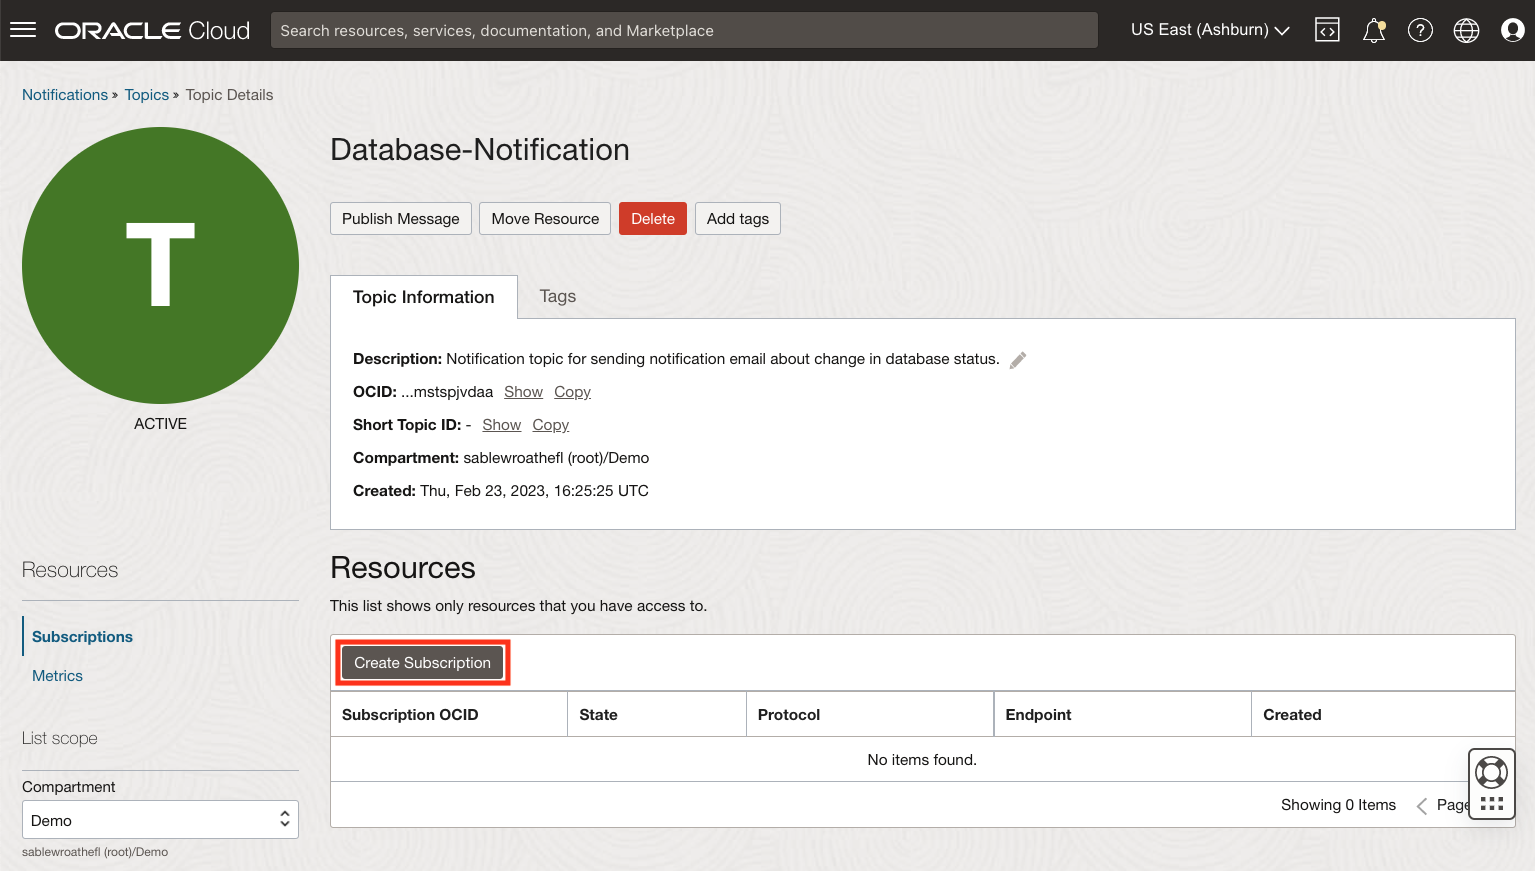 ORACLE Cloud
Search resources, services, documentation, and Marketplace
US East (Ashburn)
Notifications » Topics » Topic Details
T
ACTIVE
Database-Notification
Publish Message
Move Resource
Delete
Add tags
Topic Information
Tags
Description: Notification topic for sending notification email about change in database status.
OCID: ...mstspjvdaa Show Copy
Short Topic ID: - Show Copy
Compartment: sablewroathefl (root)/Demo
Created: Thu, Feb 23, 2023, 16:25:25 UTC
Resources
Subscriptions
Metrics
List scope
Compartment
Demo
sablewroathefl (root)/Demo
Resources
This list shows only resources that you have access to.
Create Subscription
Subscription OCID State Protocol Endpoint Created
No items found.
Showing 0 Items < Page